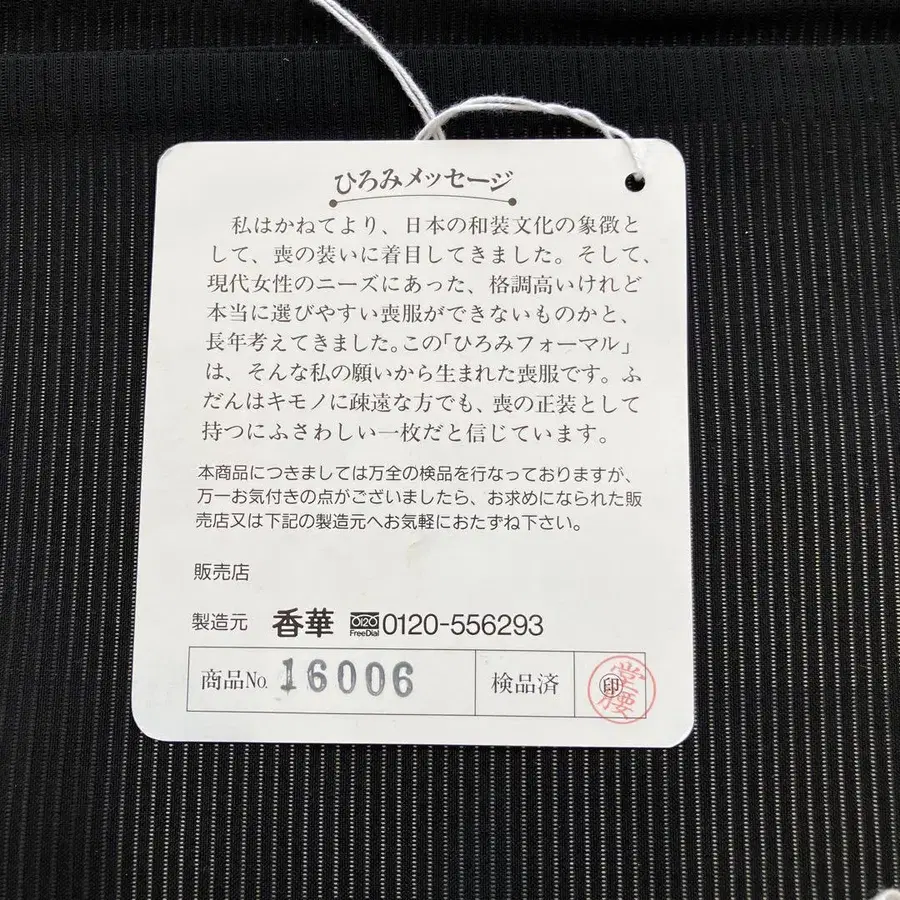 ひろみメッセージ
私はかねてより、日本の和装文化の象徴と
して、喪の装いに着目してきました。そして、
現代女性のニーズにあった、格調高いけれど
本当に選びやすい喪服ができないものかと、
長年考えてきました。この「ひろみフォーマル」
は、そんな私の願いから生まれた喪服です。ふ
だんはキモノに疎遠な方でも、喪の正装として
持つにふさわしい一枚だと信じています。
本商品につきましては万全の検品を行なっておりますが、
万一お気付きの点がございましたら、お求めになられた販
売店又は下記の製造元へお気軽におたずね下さい。
販売店
製造元 香華 0120 FreeDial 0120-556293
商品No. 16006 検品済 印